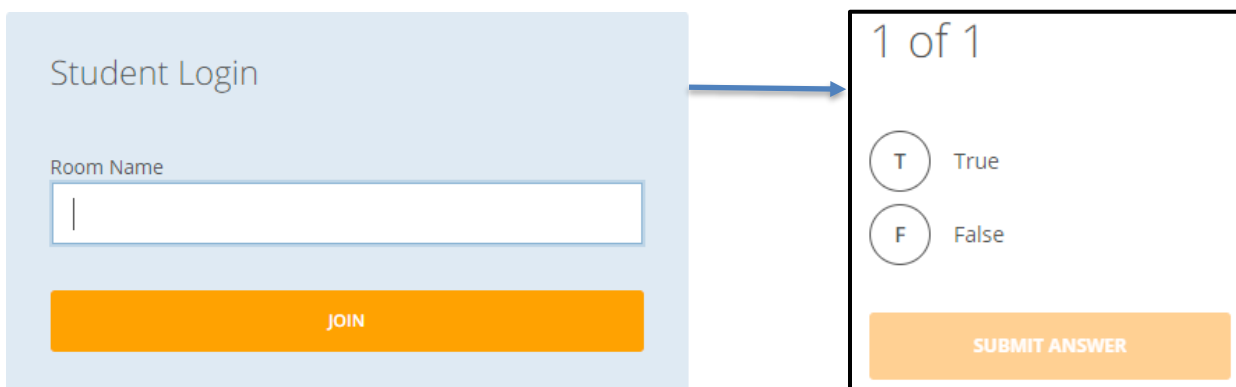 Student Login
Room Name
JOIN
1 of 1
T True
F False
SUBMIT ANSWER